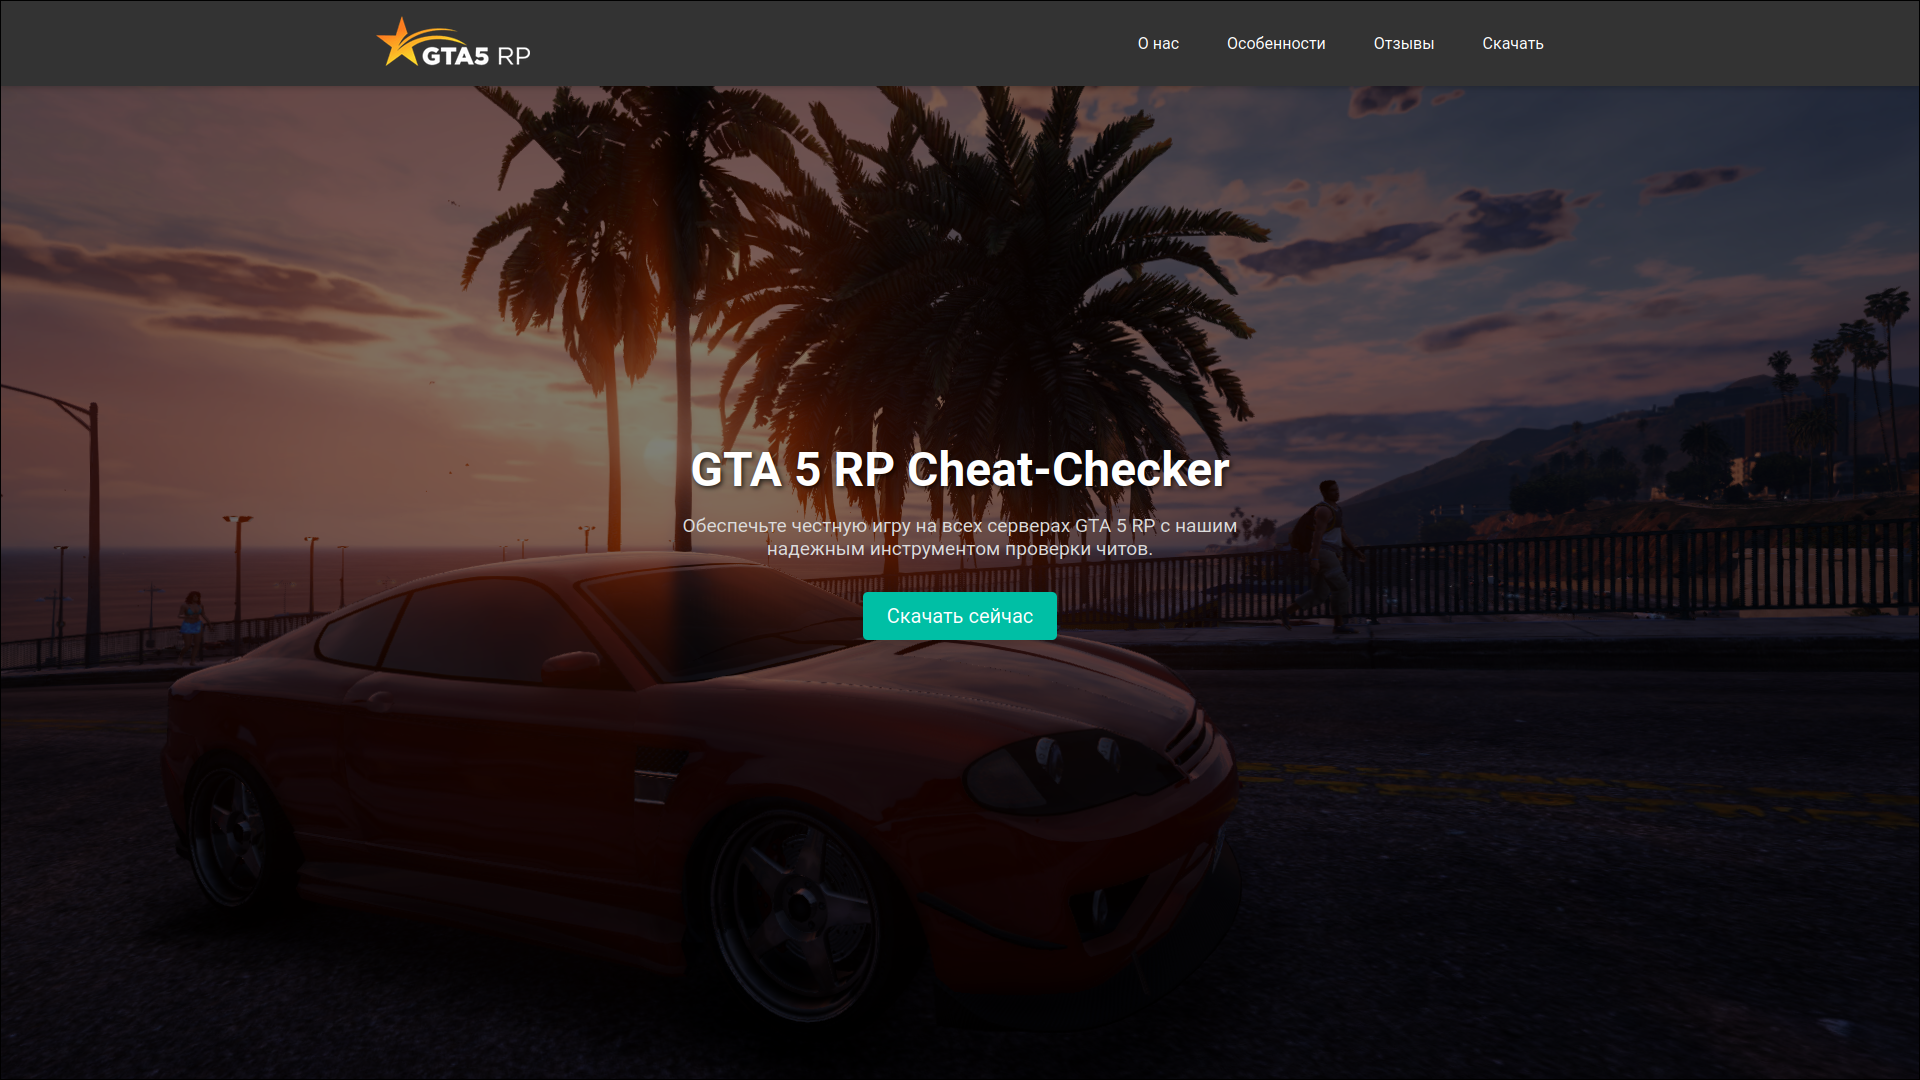 GTA5 RP
О нас
Особенности
Отзывы
Скачать
GTA 5 RP Cheat-Checker
Обеспечьте честную игру на всех серверах GTA 5 RP с нашим
надежным инструментом проверки читов.
Скачать сейчас